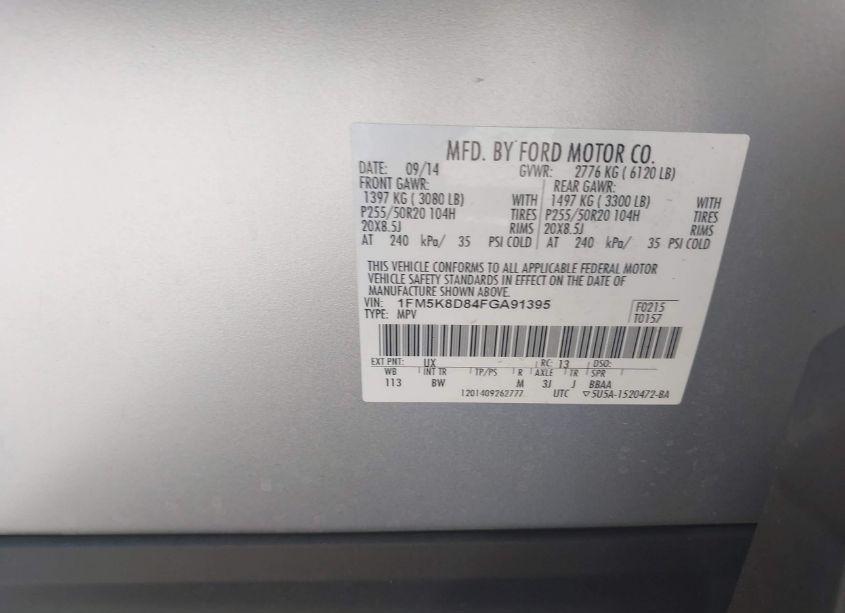 MFD. BY FORD MOTOR CO.
DATE: 09/14 GVWR: 2776 KG ( 6120 LB)
FRONT GAWR: REAR GAWR:
1397 KG ( 3080 LB) WITH 1497 KG ( 3300 LB) WITH
P255/50R20 104H TIRES P255/50R20 104H TIRES
20X8.5J RIMS 20X8.5J RIMS
AT 240 kPa/ 35 PSI COLD AT 240 kPa/ 35 PSI COLD
THIS VEHICLE CONFORMS TO ALL APPLICABLE FEDERAL MOTOR
VEHICLE SAFETY STANDARDS IN EFFECT ON THE DATE OF
MANUFACTURE SHOWN ABOVE.
VIN: 1FM5K8D84FGA91395 F0215
TYPE: MPV T0157
EXT PNT: UX RC: 13 DSO:
WB INT TR TP/PS R AXLE TR SPR
113 BW M 3J J BBAA
1201409262777 UTC ▽5U5A-1520472-BA